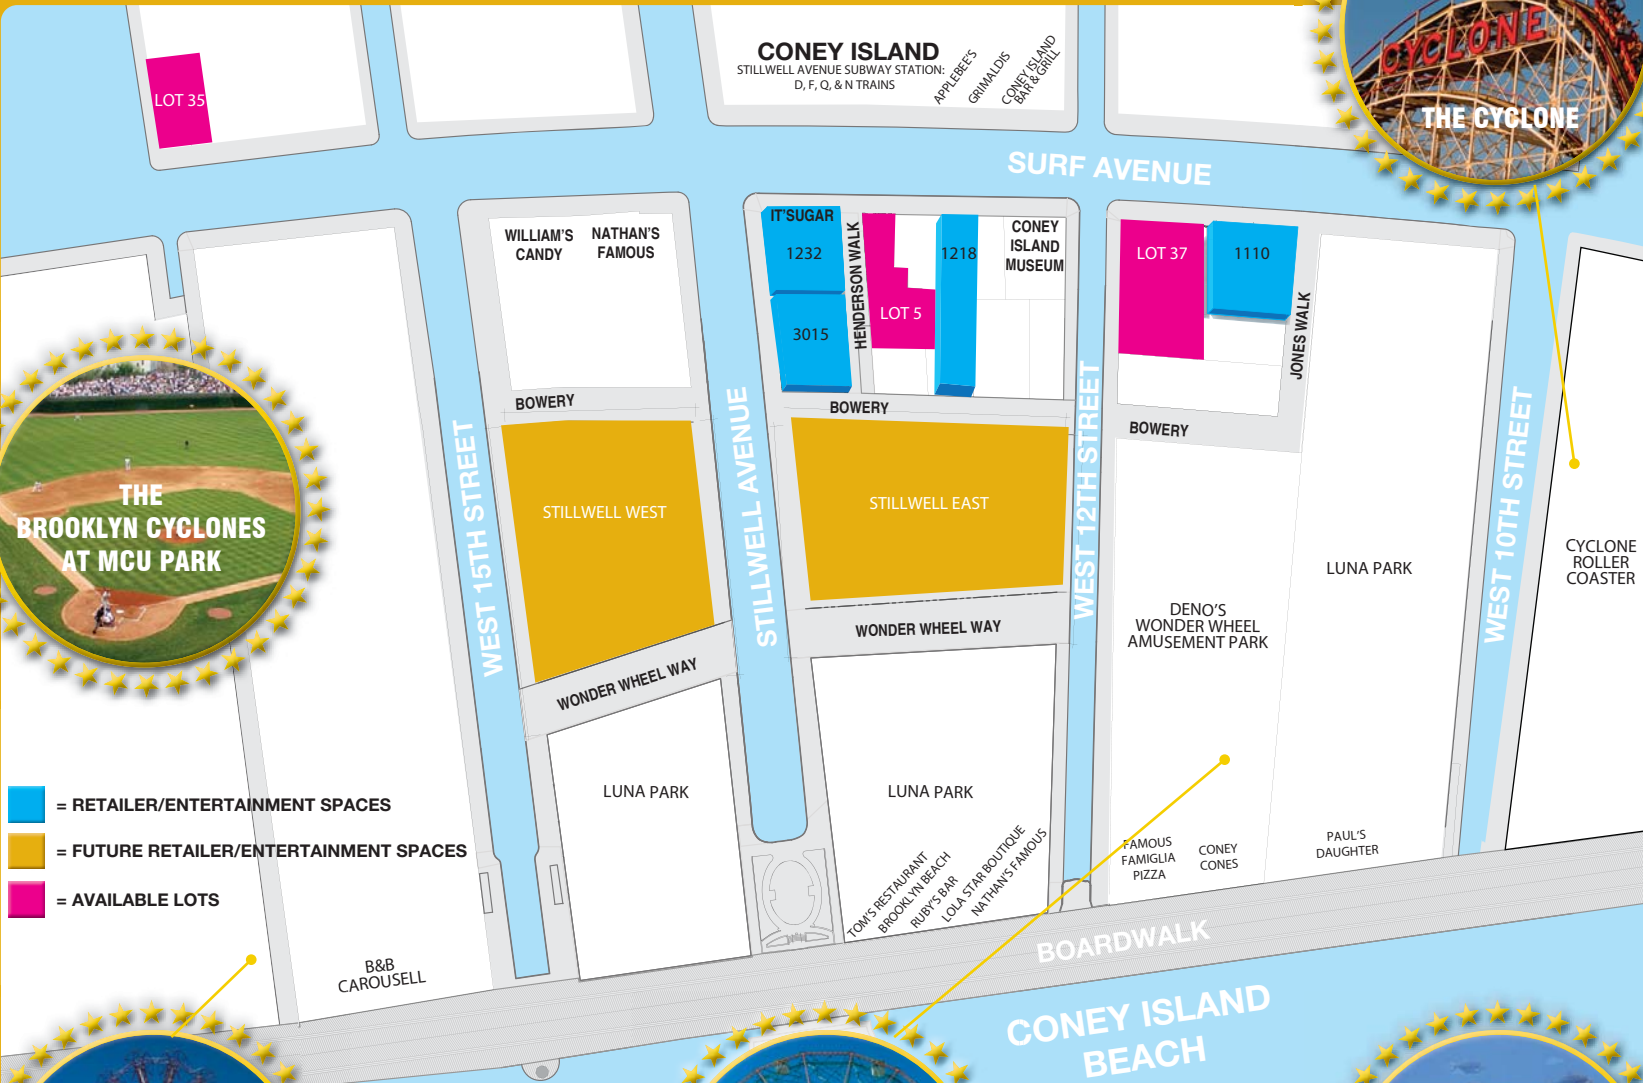 CONEY ISLAND
STILLWELL AVENUE SUBWAY STATION:
D, F, Q, & N TRAINS
APPLEBEE'S
GRIMALDIS
CONEY ISLAND
BAR & GRILL
CYCLONE
THE CYCLONE
LOT 35
SURF AVENUE
WILLIAM'S
CANDY
NATHAN'S
FAMOUS
IT'SUGAR
1232
3015
HENDERSON WALK
LOT 5
1218
CONEY
ISLAND
MUSEUM
LOT 37
1110
JONES WALK
BOWERY
BOWERY
BOWERY
THE
BROOKLYN CYCLONES
AT MCU PARK
WEST 15TH STREET
STILLWELL WEST
STILLWELL AVENUE
STILLWELL EAST
WEST 12TH STREET
WEST 10TH STREET
CYCLONE
ROLLER
COASTER
LUNA PARK
DENO'S
WONDER WHEEL
AMUSEMENT PARK
WONDER WHEEL WAY
WONDER WHEEL WAY
LUNA PARK
LUNA PARK
= RETAILER/ENTERTAINMENT SPACES
= FUTURE RETAILER/ENTERTAINMENT SPACES
= AVAILABLE LOTS
TOM'S RESTAURANT
BROOKLYN BEACH
RUBY'S BAR
LOLA STAR BOUTIQUE
NATHAN'S FAMOUS
FAMOUS
FAMIGLIA
PIZZA
CONEY
CONES
PAUL'S
DAUGHTER
B&B
CAROUSELL
BOARDWALK
CONEY ISLAND
BEACH